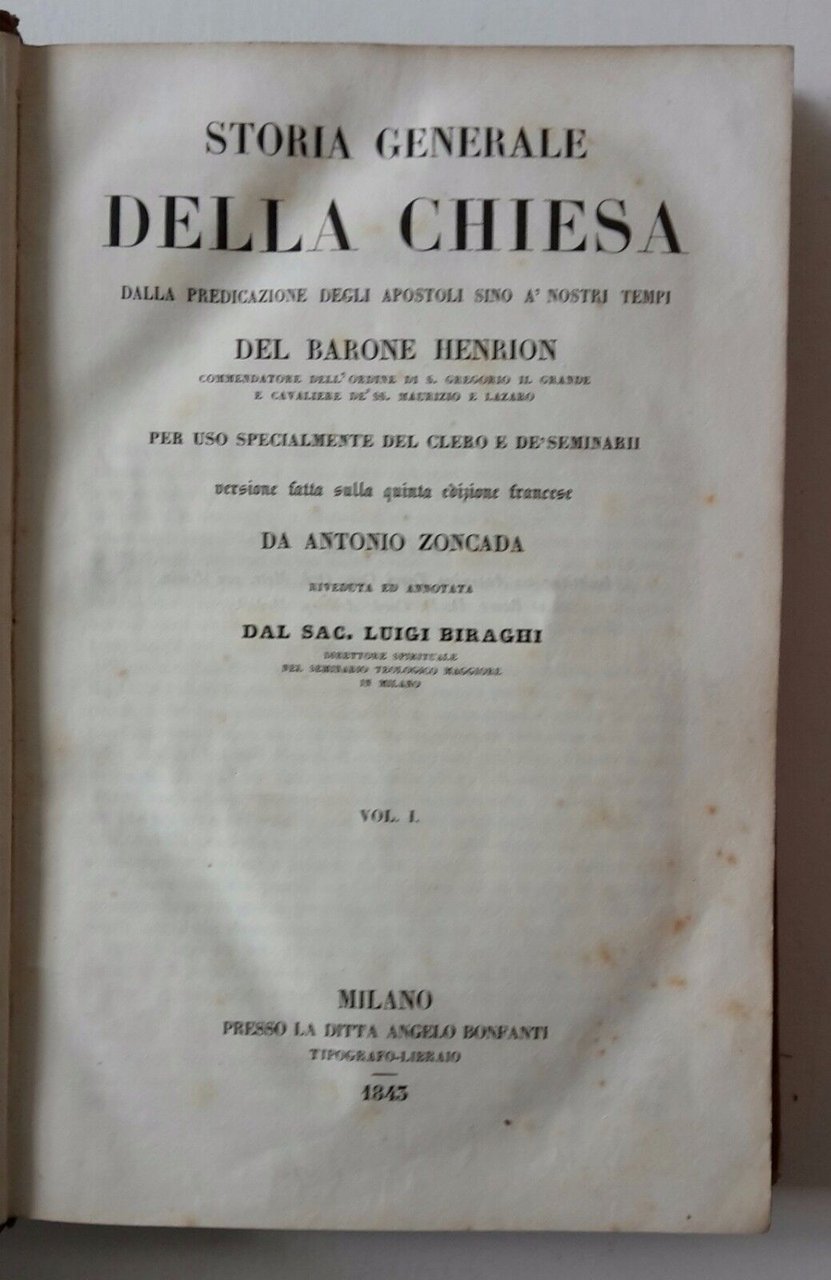 STORIA GENERALE
DELLA CHIESA
DALLA PREDICAZIONE DEGLI APOSTOLI SINO A' NOSTRI TEMPI
DEL BARONE HENRION
COMMENDATORE DELL'ORDINE DI S. GREGORIO IL GRANDE
E CAVALIERE DE' SS. MAURIZIO E LAZARO
PER USO SPECIALMENTE DEL CLERO E DE' SEMINARII
versione fatta sulla quinta edizione francese
DA ANTONIO ZONCADA
RIVEDUTA ED ANNOTATA
DAL SAC. LUIGI BIRAGHI
DIRETTORE SPIRITUALE
NEL SEMINARIO TEOLOGICO MAGGIORE
IN MILANO
VOL. I.
MILANO
PRESSO LA DITTA ANGELO BONFANTI
TIPOGRAFO-LIBRAIO
1843